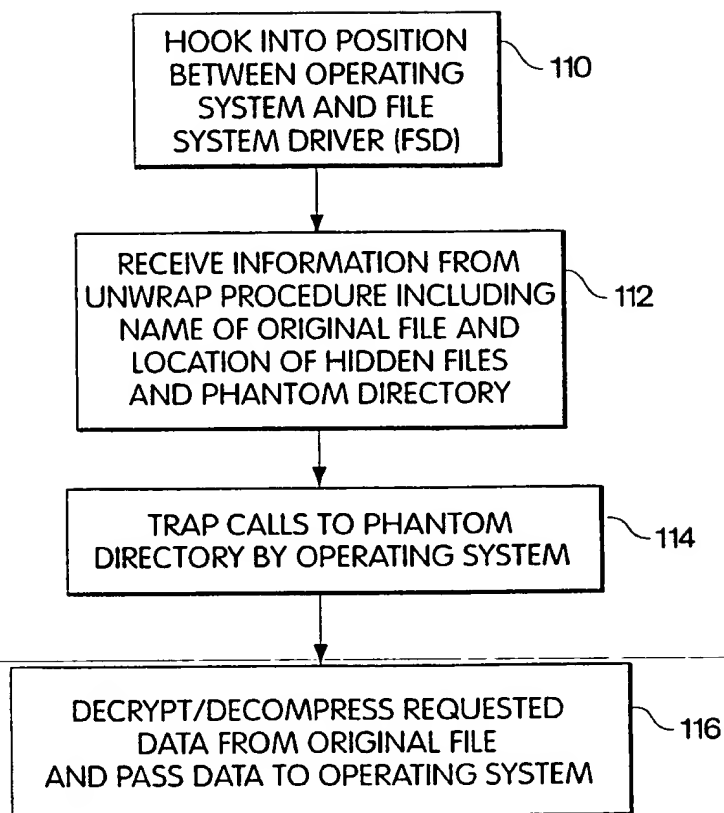 HOOK INTO POSITION
BETWEEN OPERATING
SYSTEM AND FILE
SYSTEM DRIVER (FSD)
110
RECEIVE INFORMATION FROM
UNWRAP PROCEDURE INCLUDING
NAME OF ORIGINAL FILE AND
LOCATION OF HIDDEN FILES
AND PHANTOM DIRECTORY
112
TRAP CALLS TO PHANTOM
DIRECTORY BY OPERATING SYSTEM
114
DECRYPT/DECOMPRESS REQUESTED
DATA FROM ORIGINAL FILE
AND PASS DATA TO OPERATING SYSTEM
116